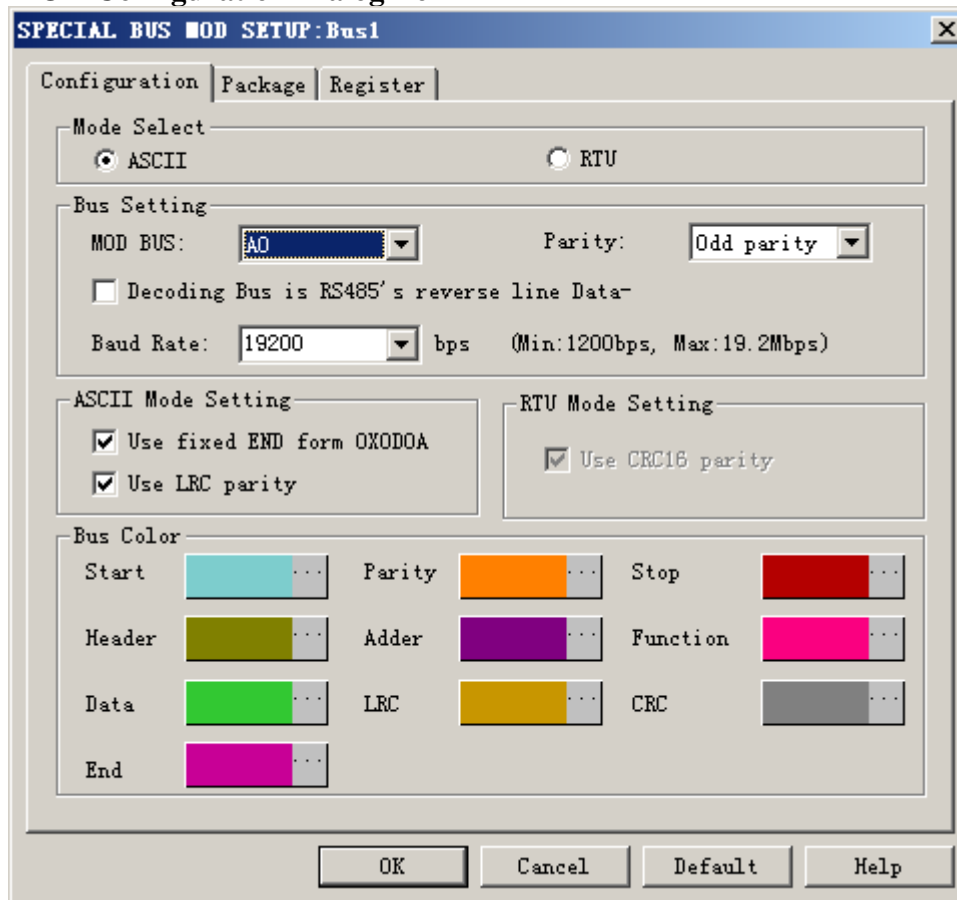 SPECIAL BUS MOD SETUP:Bus1
Configuration Package Register
Mode Select
ASCII RTU
Bus Setting
MOD BUS: A0 Parity: Odd parity
Decoding Bus is RS485's reverse line Data-
Baud Rate: 19200 bps (Min:1200bps, Max:19.2Mbps)
ASCII Mode Setting RTU Mode Setting
Use fixed END form 0X0D0A
Use CRC16 parity
Use LRC parity
Bus Color
Start ... Parity ... Stop ...
Header ... Adder ... Function ...
Data ... LRC ... CRC ...
End ...
OK Cancel Default Help